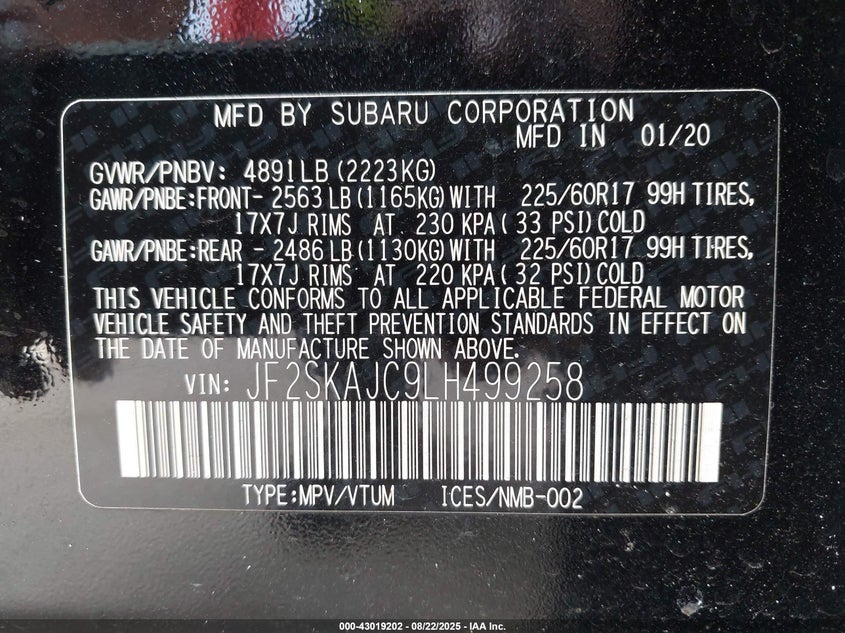 MFD BY SUBARU CORPORATION
MFD IN 01/20
GVWR/PNBV: 4891LB (2223KG)
GAWR/PNBE:FRONT- 2563 LB (1165KG) WITH 225/60R17 99H TIRES,
17X7J RIMS AT 230 KPA ( 33 PSI) COLD
GAWR/PNBE:REAR - 2486 LB (1130KG) WITH 225/60R17 99H TIRES,
17X7J RIMS AT 220 KPA ( 32 PSI) COLD
THIS VEHICLE CONFORMS TO ALL APPLICABLE FEDERAL MOTOR
VEHICLE SAFETY AND THEFT PREVENTION STANDARDS IN EFFECT ON
THE DATE OF MANUFACTURE SHOWN ABOVE.
VIN: JF2SKAJC9LH499258
TYPE:MPV/VTUM ICES/NMB-002
000-43019202 - 08/22/2025 - IAA Inc.